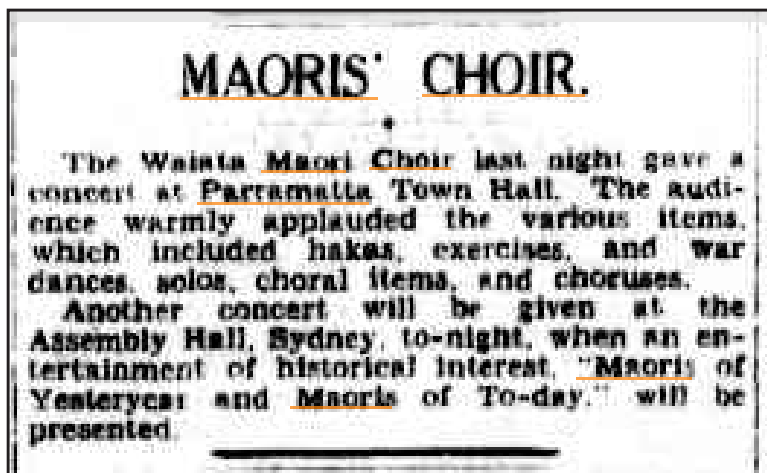 MAORIS' CHOIR.
The Waiata Maori Choir last night gave a
concert at Parramatta Town Hall. The audi-
ence warmly applauded the various items,
which included hakas, exercises, and war
dances, solos, choral items, and choruses.
Another concert will be given at the
Assembly Hall, Sydney, to-night, when an en-
tertainment of historical interest, "Maoris of
Yesteryear and Maoris of To-day," will be
presented.